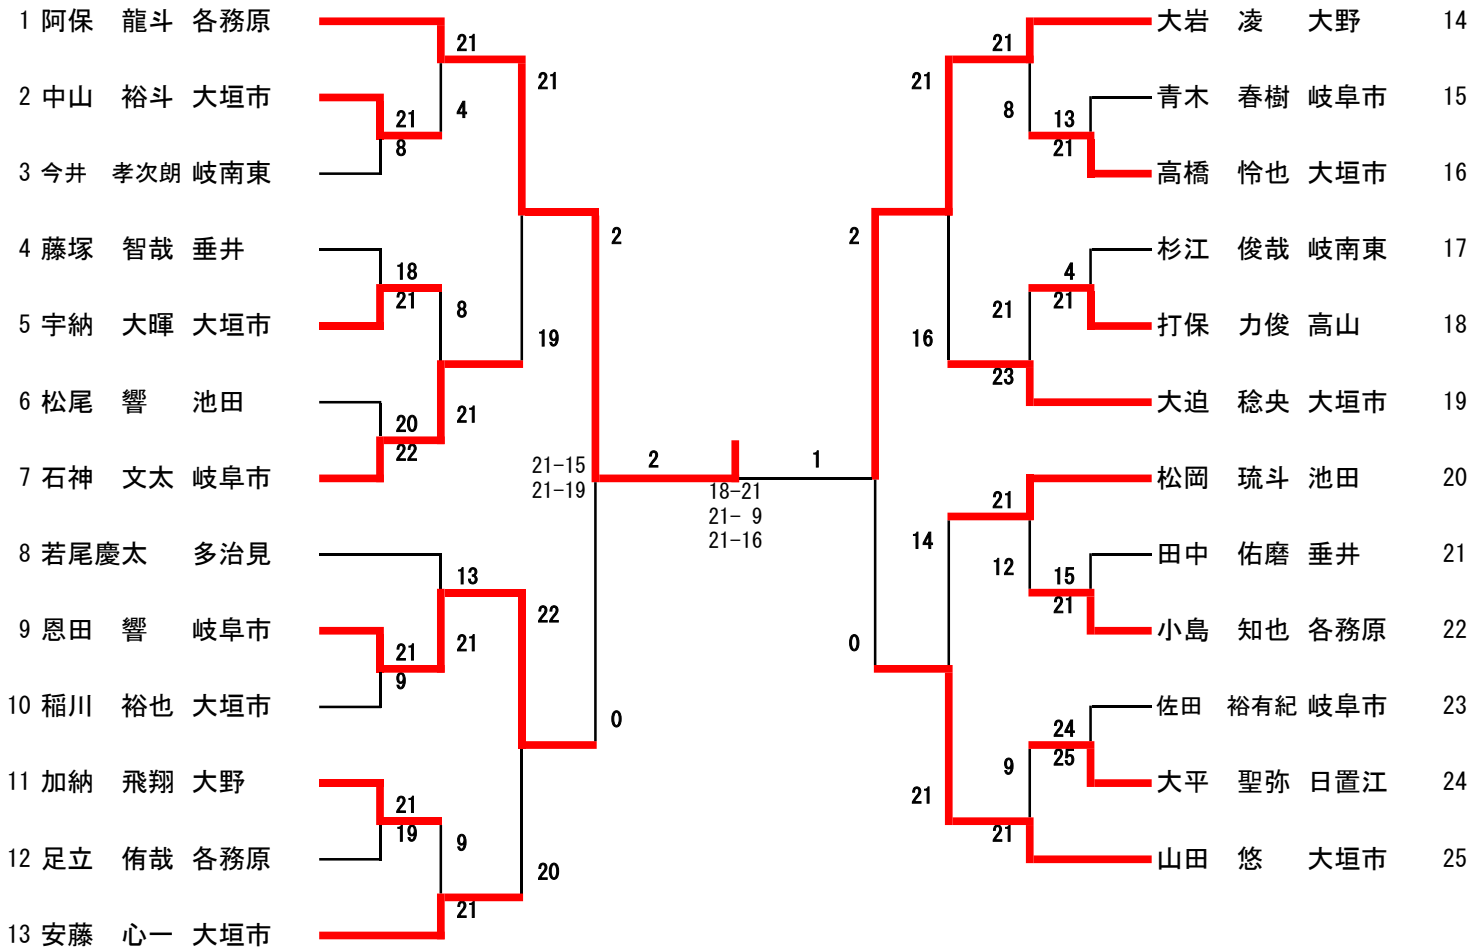 1 阿保 龍斗 各務原
21
4
21
2 中山 裕斗 大垣市
21
8
3 今井 孝次朗 岐南東
2
4 藤塚 智哉 垂井
18
21
8
19
5 宇納 大暉 大垣市
6 松尾 響 池田
20
22
21
7 石神 文太 岐阜市
21-15
21-19
2
8 若尾慶太 多治見
13
21
22
9 恩田 響 岐阜市
21
9
10 稲川 裕也 大垣市
0
11 加納 飛翔 大野
21
19
9
20
12 足立 侑哉 各務原
21
13 安藤 心一 大垣市
18-21
21- 9
21-16
1
大岩 凌 大野 14
21
21
8
青木 春樹 岐阜市 15
13
21
高橋 怜也 大垣市 16
2
杉江 俊哉 岐南東 17
4
21
21
16
打保 力俊 高山 18
23
大迫 稔央 大垣市 19
松岡 琉斗 池田 20
21
14
12
田中 佑磨 垂井 21
15
21
小島 知也 各務原 22
0
佐田 裕有紀 岐阜市 23
24
25
9
21
大平 聖弥 日置江 24
21
山田 悠 大垣市 25